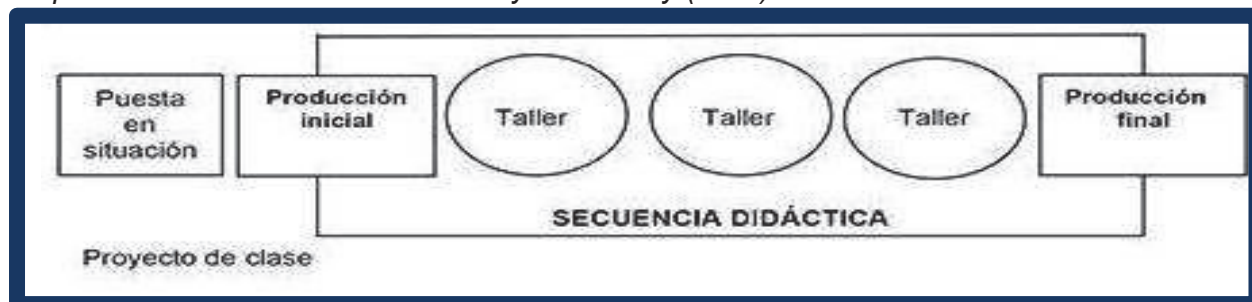 Puesta
en
situación
Producción
inicial
Taller
Taller
Taller
Producción
final
SECUENCIA DIDÁCTICA
Proyecto de clase